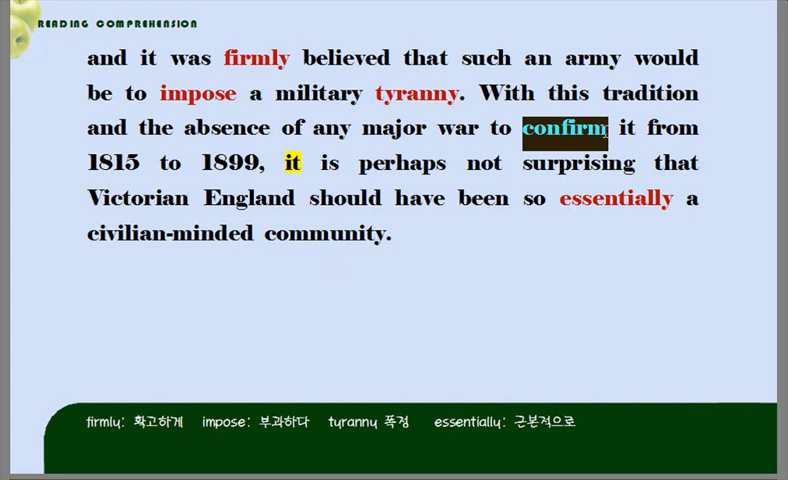 READING COMPREHENSION
and it was firmly believed that such an army would
be to impose a military tyranny. With this tradition
and the absence of any major war to confirm it from
1815 to 1899, it is perhaps not surprising that
Victorian England should have been so essentially a
civilian-minded community.
firmly: 확고하게 impose: 부과하다 tyranny 폭정 essentially: 근본적으로